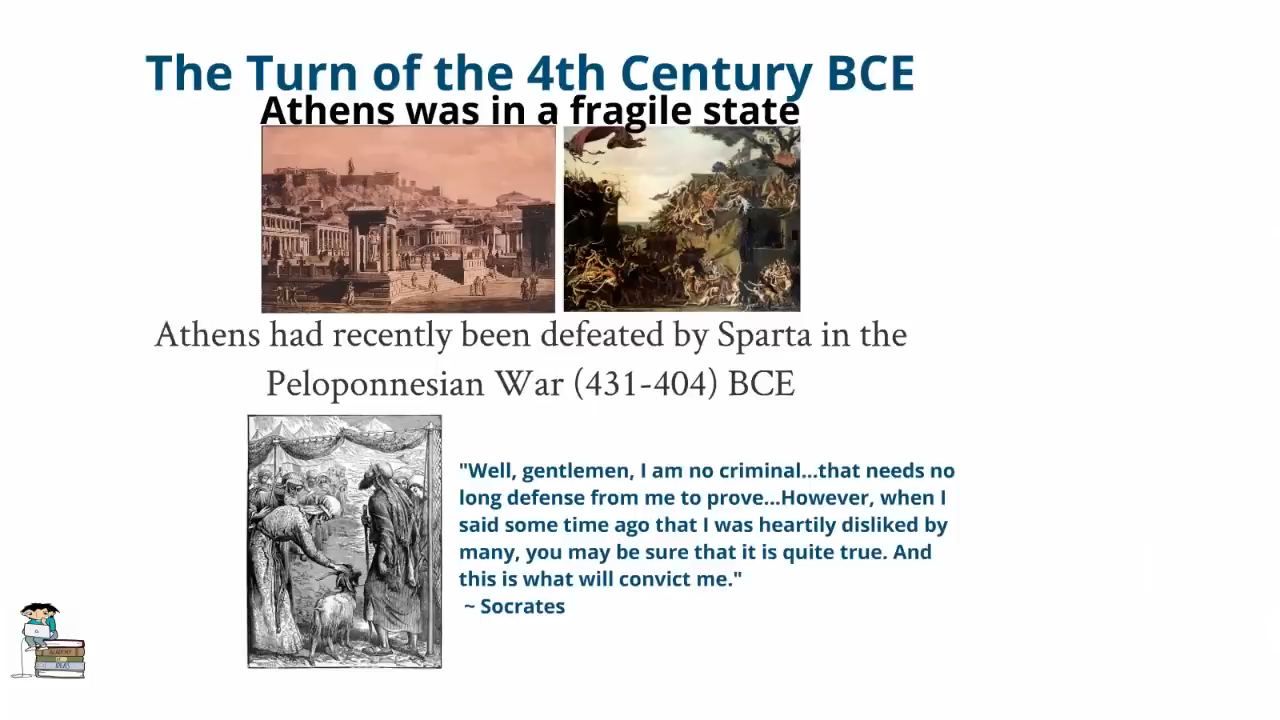 The Turn of the 4th Century BCE
Athens was in a fragile state
Athens had recently been defeated by Sparta in the
Peloponnesian War (431-404) BCE
"Well, gentlemen, I am no criminal...that needs no
long defense from me to prove...However, when I
said some time ago that I was heartily disliked by
many, you may be sure that it is quite true. And
this is what will convict me."
~ Socrates
ACADEMY
OF
IDEAS